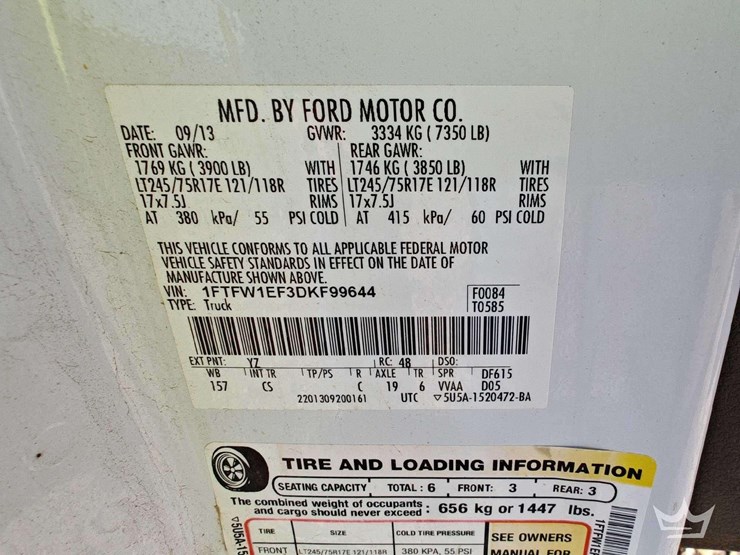 MFD. BY FORD MOTOR CO.
DATE: 09/13 GVWR: 3334 KG ( 7350 LB)
FRONT GAWR: REAR GAWR:
1769 KG ( 3900 LB) WITH 1746 KG ( 3850 LB) WITH
LT245/75R17E 121/118R TIRES LT245/75R17E 121/118R TIRES
17x7.5J RIMS 17x7.5J RIMS
AT 380 kPa/ 55 PSI COLD AT 415 kPa/ 60 PSI COLD
THIS VEHICLE CONFORMS TO ALL APPLICABLE FEDERAL MOTOR
VEHICLE SAFETY STANDARDS IN EFFECT ON THE DATE OF
MANUFACTURE SHOWN ABOVE.
VIN: 1FTFW1EF3DKF99644 F0084
TYPE: Truck T0585
EXT PNT: YZ RC: 48 DSO:
WB INT TR TP/PS R AXLE TR SPR DF615
157 CS C 19 6 VVAA D05
2201309200161 UTC ▽5U5A-1520472-BA
TIRE AND LOADING INFORMATION
SEATING CAPACITY TOTAL : 6 FRONT: 3 REAR: 3
The combined weight of occupants and cargo should never exceed : 656 kg or 1447 lbs.
TIRE SIZE COLD TIRE PRESSURE SEE OWNERS
FRONT LT245/75R17E 121/118R 380 KPA, 55 PSI MANUAL FOR
▽5U5A-15
1FTFW